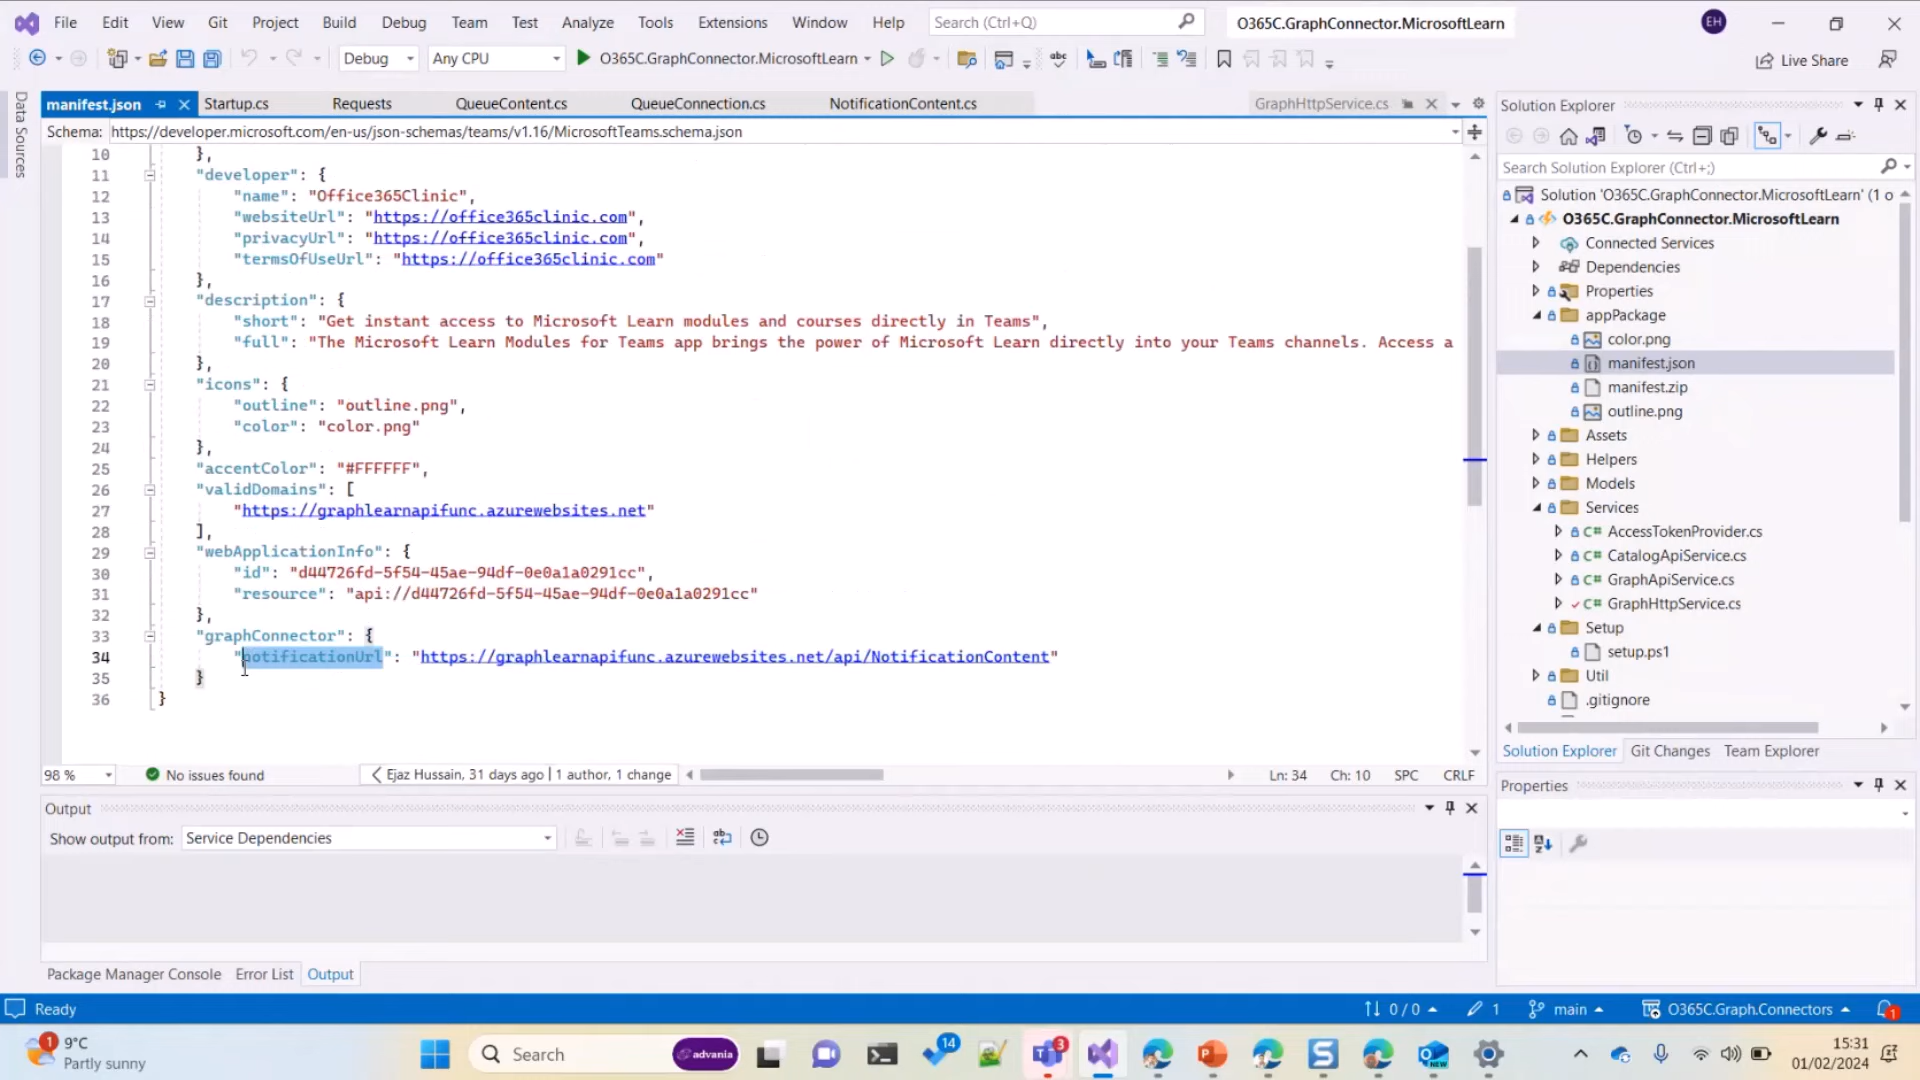 File Edit View Git Project Build Debug Team Test Analyze Tools Extensions Window Help Search (Ctrl+Q) O365C.GraphConnector.MicrosoftLearn EH
Debug Any CPU O365C.GraphConnector.MicrosoftLearn Live Share
Data Sources
manifest.json Startup.cs Requests QueueContent.cs QueueConnection.cs NotificationContent.cs GraphHttpService.cs
Schema: https://developer.microsoft.com/en-us/json-schemas/teams/v1.16/MicrosoftTeams.schema.json
10 },
11 "developer": {
12 "name": "Office365Clinic",
13 "websiteUrl": "https://office365clinic.com",
14 "privacyUrl": "https://office365clinic.com",
15 "termsOfUseUrl": "https://office365clinic.com"
16 },
17 "description": {
18 "short": "Get instant access to Microsoft Learn modules and courses directly in Teams",
19 "full": "The Microsoft Learn Modules for Teams app brings the power of Microsoft Learn directly into your Teams channels. Access a
20 },
21 "icons": {
22 "outline": "outline.png",
23 "color": "color.png"
24 },
25 "accentColor": "#FFFFFF",
26 "validDomains": [
27 "https://graphlearnapifunc.azurewebsites.net"
28 ],
29 "webApplicationInfo": {
30 "id": "d44726fd-5f54-45ae-94df-0e0a1a0291cc",
31 "resource": "api://d44726fd-5f54-45ae-94df-0e0a1a0291cc"
32 },
33 "graphConnector": {
34 "notificationUrl": "https://graphlearnapifunc.azurewebsites.net/api/NotificationContent"
35 }
36 }
98 % No issues found Ejaz Hussain, 31 days ago | 1 author, 1 change Ln: 34 Ch: 10 SPC CRLF
Output
Show output from: Service Dependencies
Package Manager Console Error List Output
Solution Explorer
Search Solution Explorer (Ctrl+;)
Solution 'O365C.GraphConnector.MicrosoftLearn' (1 o
O365C.GraphConnector.MicrosoftLearn
Connected Services
Dependencies
Properties
appPackage
color.png
manifest.json
manifest.zip
outline.png
Assets
Helpers
Models
Services
C# AccessTokenProvider.cs
C# CatalogApiService.cs
C# GraphApiService.cs
C# GraphHttpService.cs
Setup
setup.ps1
Util
.gitignore
Solution Explorer Git Changes Team Explorer
Properties
Ready 0 / 0 1 main O365C.Graph.Connectors 1
1 9°C
Partly sunny
Search advania 14 3 NEW
15:31
01/02/2024